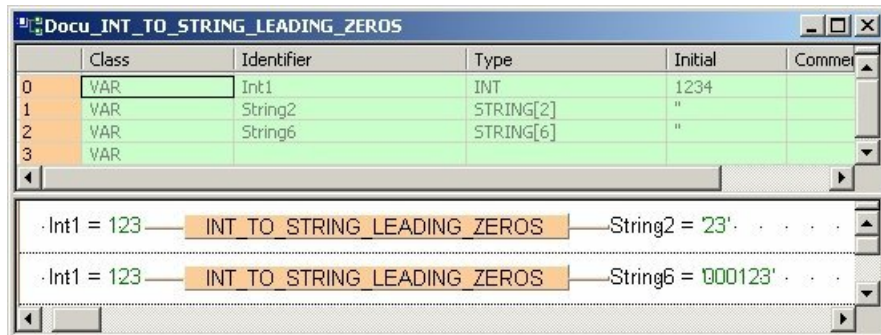 Docu_INT_TO_STRING_LEADING_ZEROS
Class Identifier Type Initial Commer
0 VAR Int1 INT 1234
1 VAR String2 STRING[2] ''
2 VAR String6 STRING[6] ''
3 VAR
Int1 = 123 INT_TO_STRING_LEADING_ZEROS String2 = '23'
Int1 = 123 INT_TO_STRING_LEADING_ZEROS String6 = '000123'